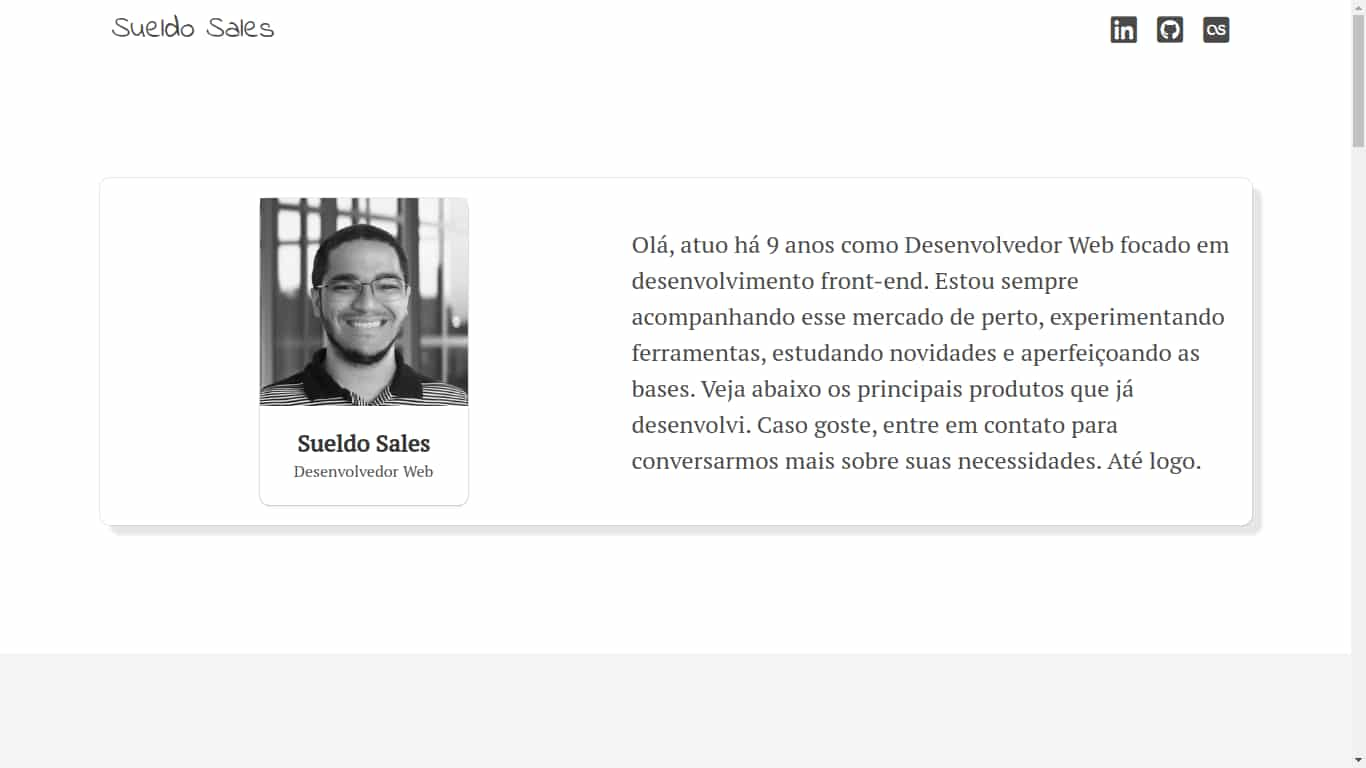 Sueldo Sales
Olá, atuo há 9 anos como Desenvolvedor Web focado em
desenvolvimento front-end. Estou sempre
acompanhando esse mercado de perto, experimentando
ferramentas, estudando novidades e aperfeiçoando as
bases. Veja abaixo os principais produtos que já
desenvolvi. Caso goste, entre em contato para
conversarmos mais sobre suas necessidades. Até logo.
Sueldo Sales
Desenvolvedor Web